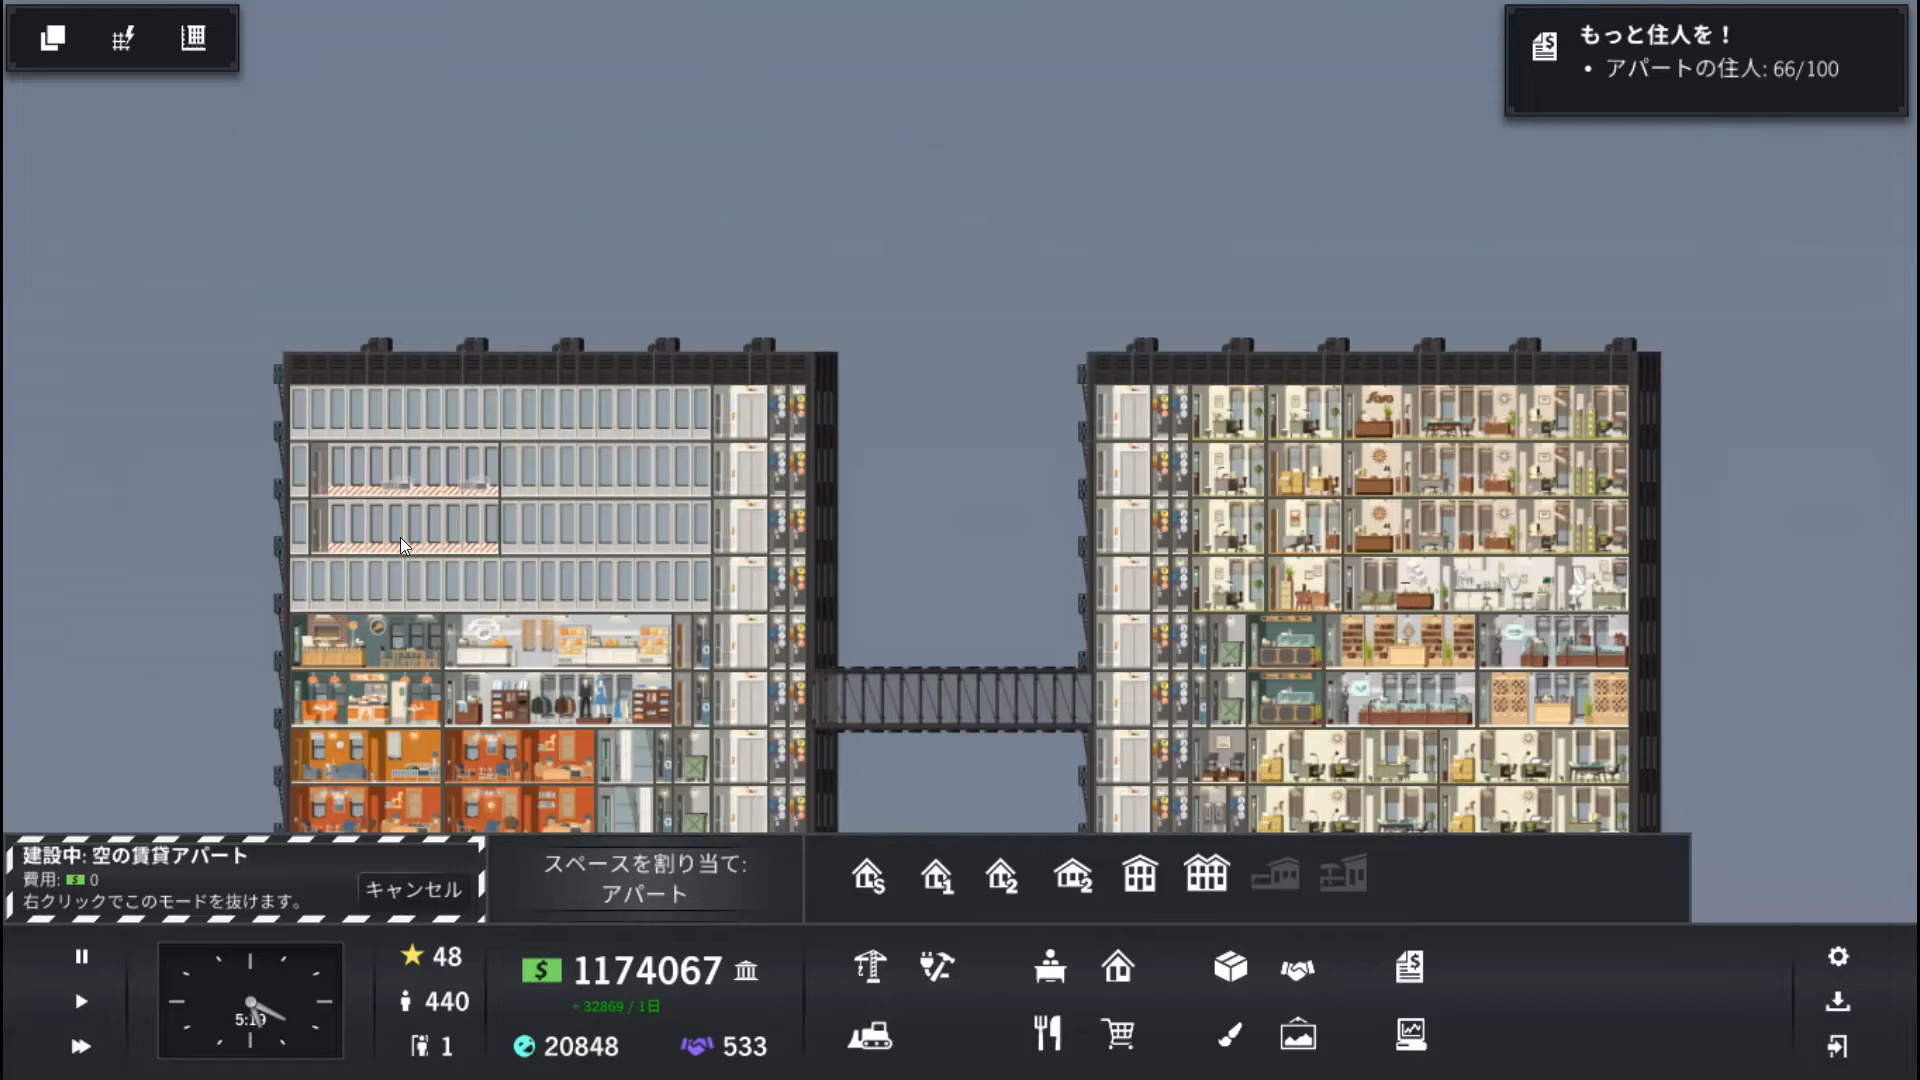 もっと住人を！
• アパートの住人: 66/100
建設中: 空の賃貸アパート
費用: $ 0
キャンセル
右クリックでこのモードを抜けます。
スペースを割り当て:
アパート
S
1
2
2
48
440
1
5:19
$ 1174067
+ 32869 / 1日
20848
533